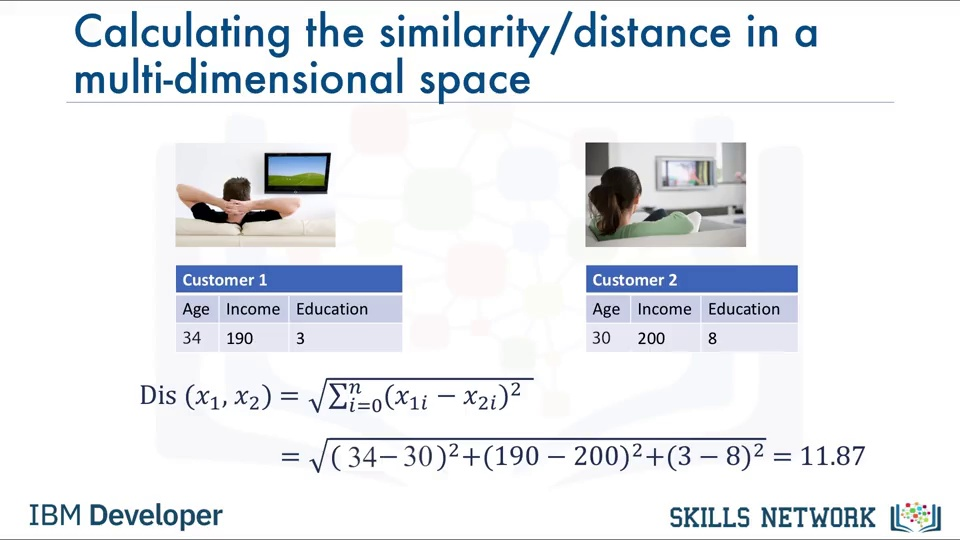 Calculating the similarity/distance in a
multi-dimensional space
Customer 1
Age Income Education
34 190 3
Customer 2
Age Income Education
30 200 8
Dis (x₁, x₂) = √∑ⁿᵢ₌₀(x₁ᵢ − x₂ᵢ)²
= √( 34− 30 )²+(190 − 200)²+(3 − 8)² = 11.87
IBM Developer
SKILLS NETWORK